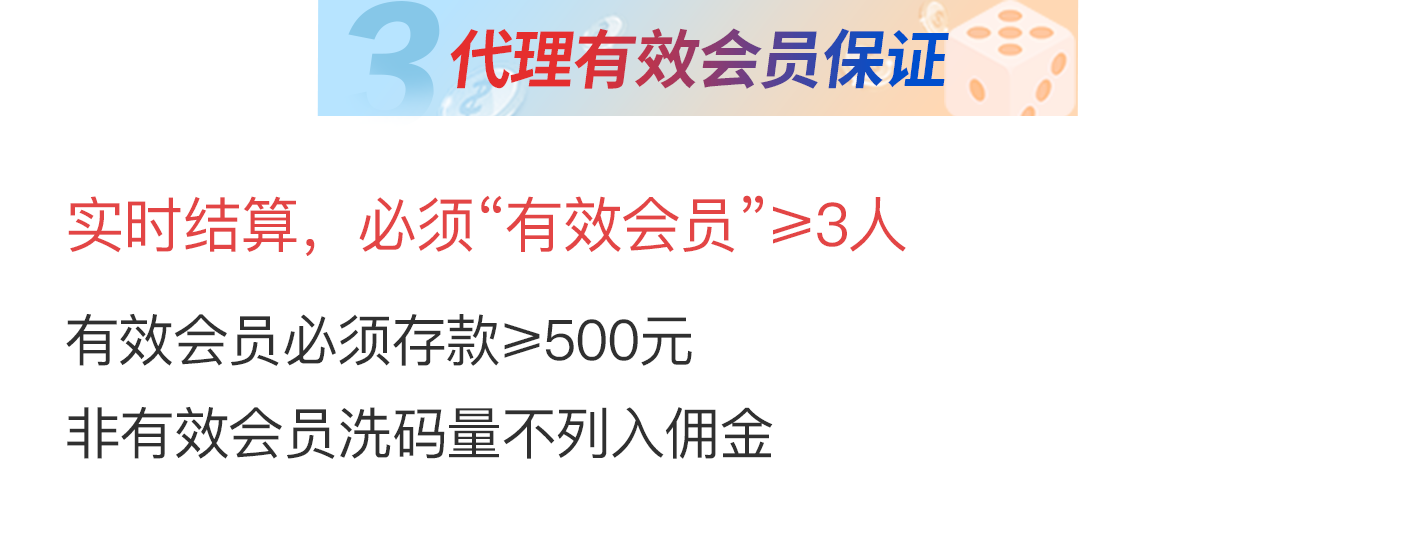 3 代理有效会员保证
实时结算，必须“有效会员”≥3人
有效会员必须存款≥500元
非有效会员洗码量不列入佣金